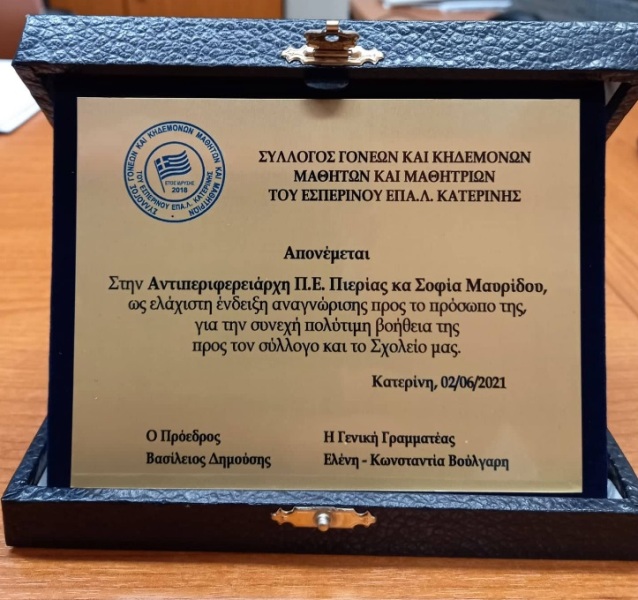 ΣΥΛΛΟΓΟΣ ΓΟΝΕΩΝ ΚΑΙ ΚΗΔΕΜΟΝΩΝ ΜΑΘΗΤΩΝ ΚΑΙ ΜΑΘΗΤΡΙΩΝ
ΤΟΥ ΕΣΠΕΡΙΝΟΥ ΕΠΑ.Λ. ΚΑΤΕΡΙΝΗΣ
ΕΤΟΣ ΙΔΡΥΣΗΣ
2018
ΣΥΛΛΟΓΟΣ ΓΟΝΕΩΝ ΚΑΙ ΚΗΔΕΜΟΝΩΝ
ΜΑΘΗΤΩΝ ΚΑΙ ΜΑΘΗΤΡΙΩΝ
ΤΟΥ ΕΣΠΕΡΙΝΟΥ ΕΠΑ.Λ. ΚΑΤΕΡΙΝΗΣ
Απονέμεται
Στην Αντιπεριφερειάρχη Π.Ε. Πιερίας κα Σοφία Μαυρίδου,
ως ελάχιστη ένδειξη αναγνώρισης προς το πρόσωπο της,
για την συνεχή πολύτιμη βοήθεια της
προς τον σύλλογο και το Σχολείο μας.
Κατερίνη, 02/06/2021
Ο Πρόεδρος
Βασίλειος Δημούσης
Η Γενική Γραμματέας
Ελένη - Κωνσταντία Βούλγαρη